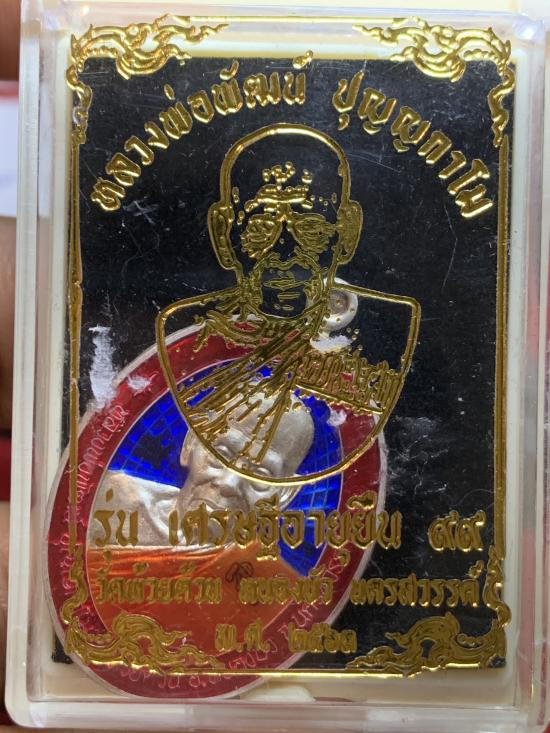 หลวงพ่อพัฒน์ ปุญญกาโม
รุ่น เศรษฐีอายุยืน ๙๙
วัดห้วยด้วน หนองบัว นครสวรรค์
พ.ศ. ๒๕๖๓